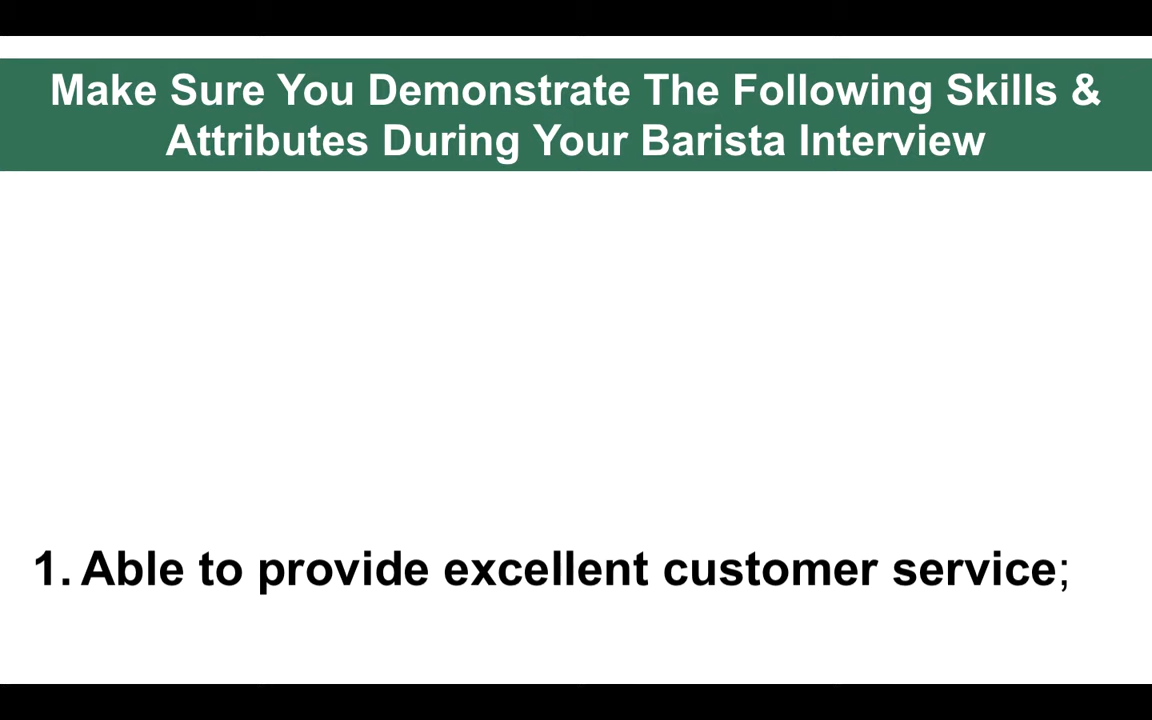 Make Sure You Demonstrate The Following Skills &
Attributes During Your Barista Interview
1. Able to provide excellent customer service;